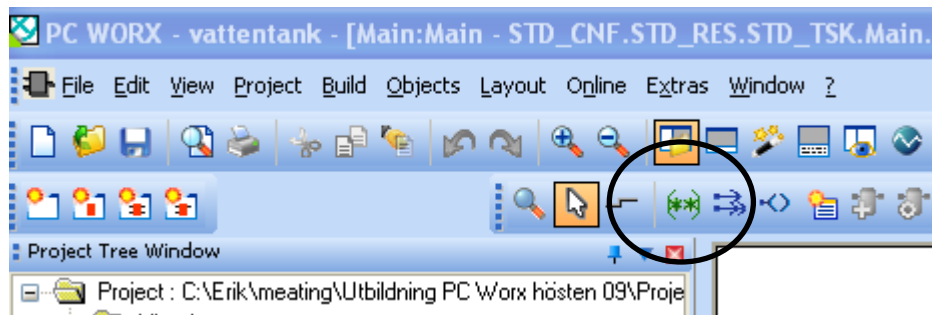 PC WORX - vattentank - [Main:Main - STD_CNF.STD_RES.STD_TSK.Main.
File Edit View Project Build Objects Layout Online Extras Window ?
(**)
Project Tree Window
Project : C:\Erik\meating\Utbildning PC Worx hösten 09\Proje